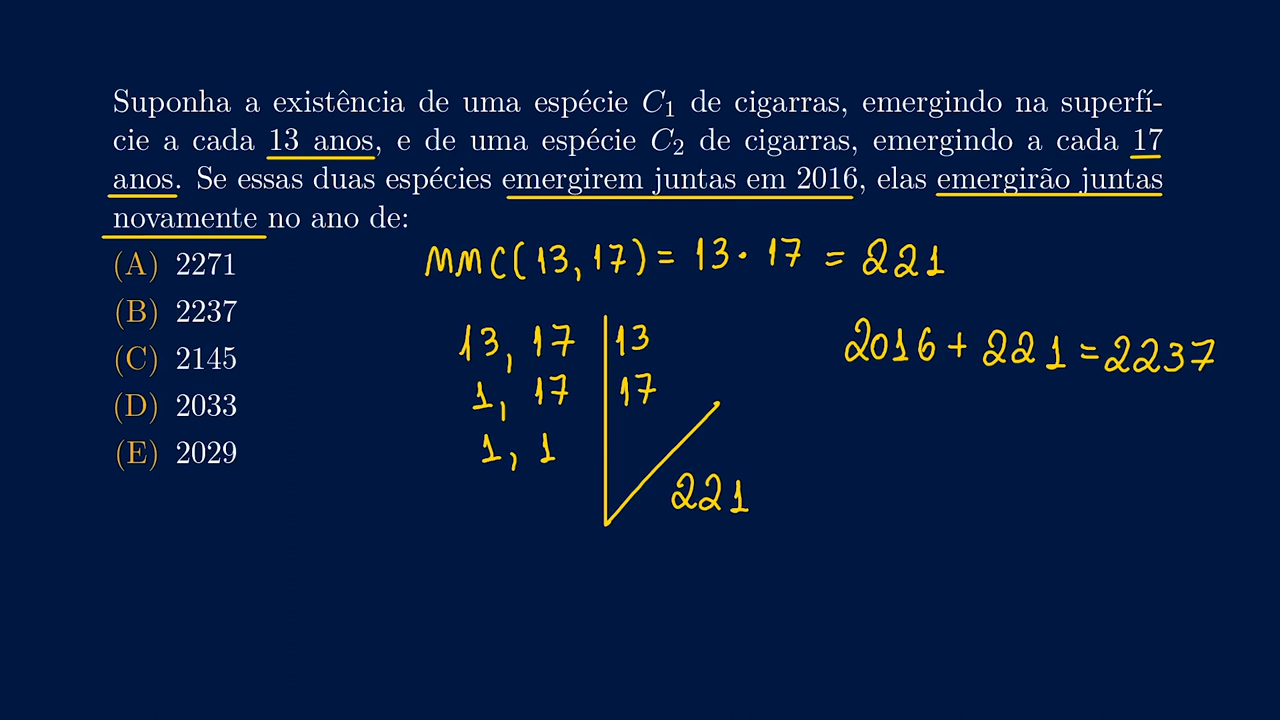 Suponha a existência de uma espécie C₁ de cigarras, emergindo na superfí-
cie a cada 13 anos, e de uma espécie C₂ de cigarras, emergindo a cada 17
anos. Se essas duas espécies emergirem juntas em 2016, elas emergirão juntas
novamente no ano de:
MMC(13, 17) = 13 · 17 = 221
(A) 2271
(B) 2237
(C) 2145
(D) 2033
(E) 2029
13, 17 | 13
1, 17 | 17
1, 1
221
2016 + 221 = 2237